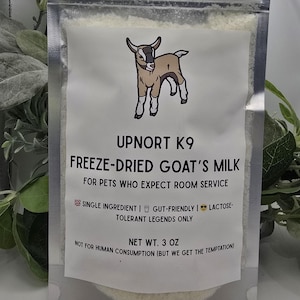 UPNORT K9
FREEZE-DRIED GOAT'S MILK
FOR PETS WHO EXPECT ROOM SERVICE
SINGLE INGREDIENT | 🥛 GUT-FRIENDLY | 😎 LACTOSE-
TOLERANT LEGENDS ONLY
NET WT. 3 OZ
NOT FOR HUMAN CONSUMPTION (BUT WE GET THE TEMPTATION)